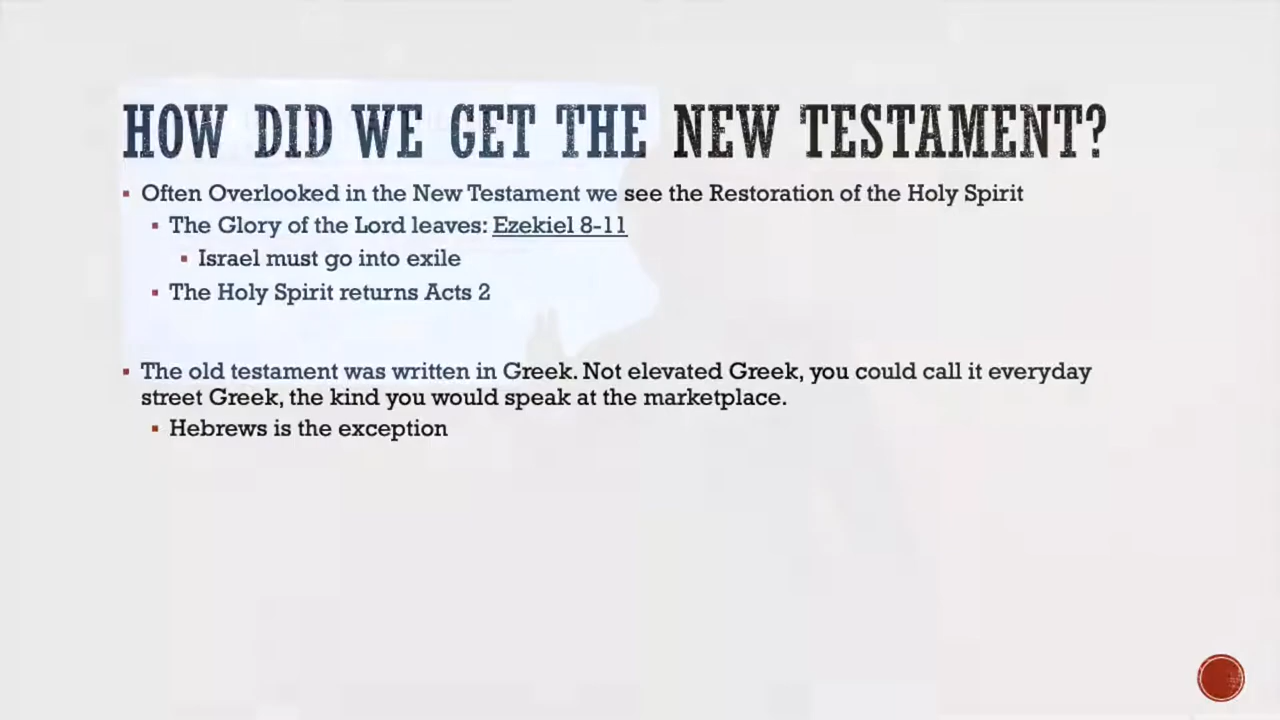 HOW DID WE GET THE NEW TESTAMENT?
Often Overlooked in the New Testament we see the Restoration of the Holy Spirit
The Glory of the Lord leaves: Ezekiel 8-11
Israel must go into exile
The Holy Spirit returns Acts 2
The old testament was written in Greek. Not elevated Greek, you could call it everyday
street Greek, the kind you would speak at the marketplace.
Hebrews is the exception